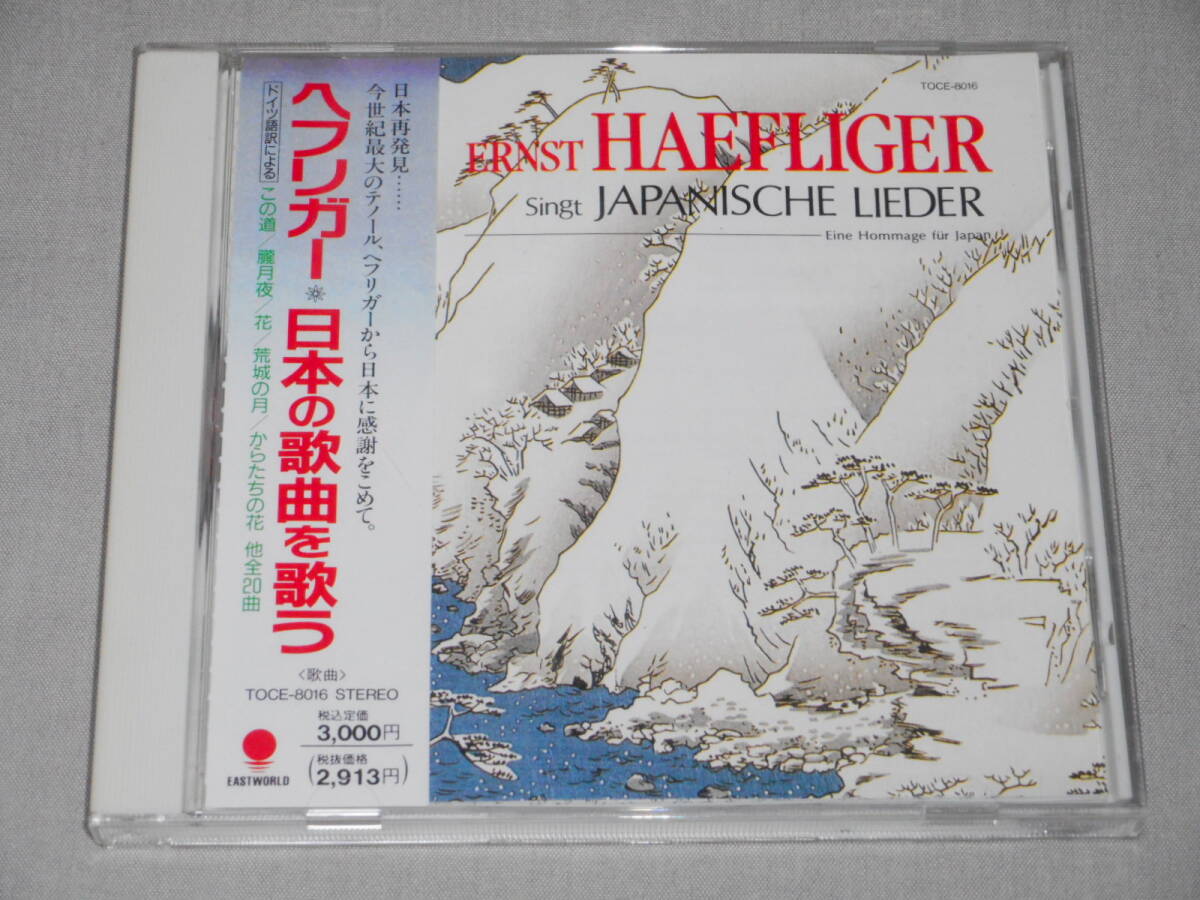 日本再発見……
今世紀最大のテノール、ヘフリガーから日本に感謝をこめて。
ヘフリガー✳日本の歌曲を歌う
ドイツ語訳による
この道/朧月夜/花/荒城の月/からたちの花 他全20曲
〈歌曲〉
TOCE-8016 STEREO
税込定価
3,000円
(税抜価格
2,913円)
EASTWORLD
TOCE-8016
ERNST HAEFLIGER
Singt JAPANISCHE LIEDER
Eine Hommage für Japan